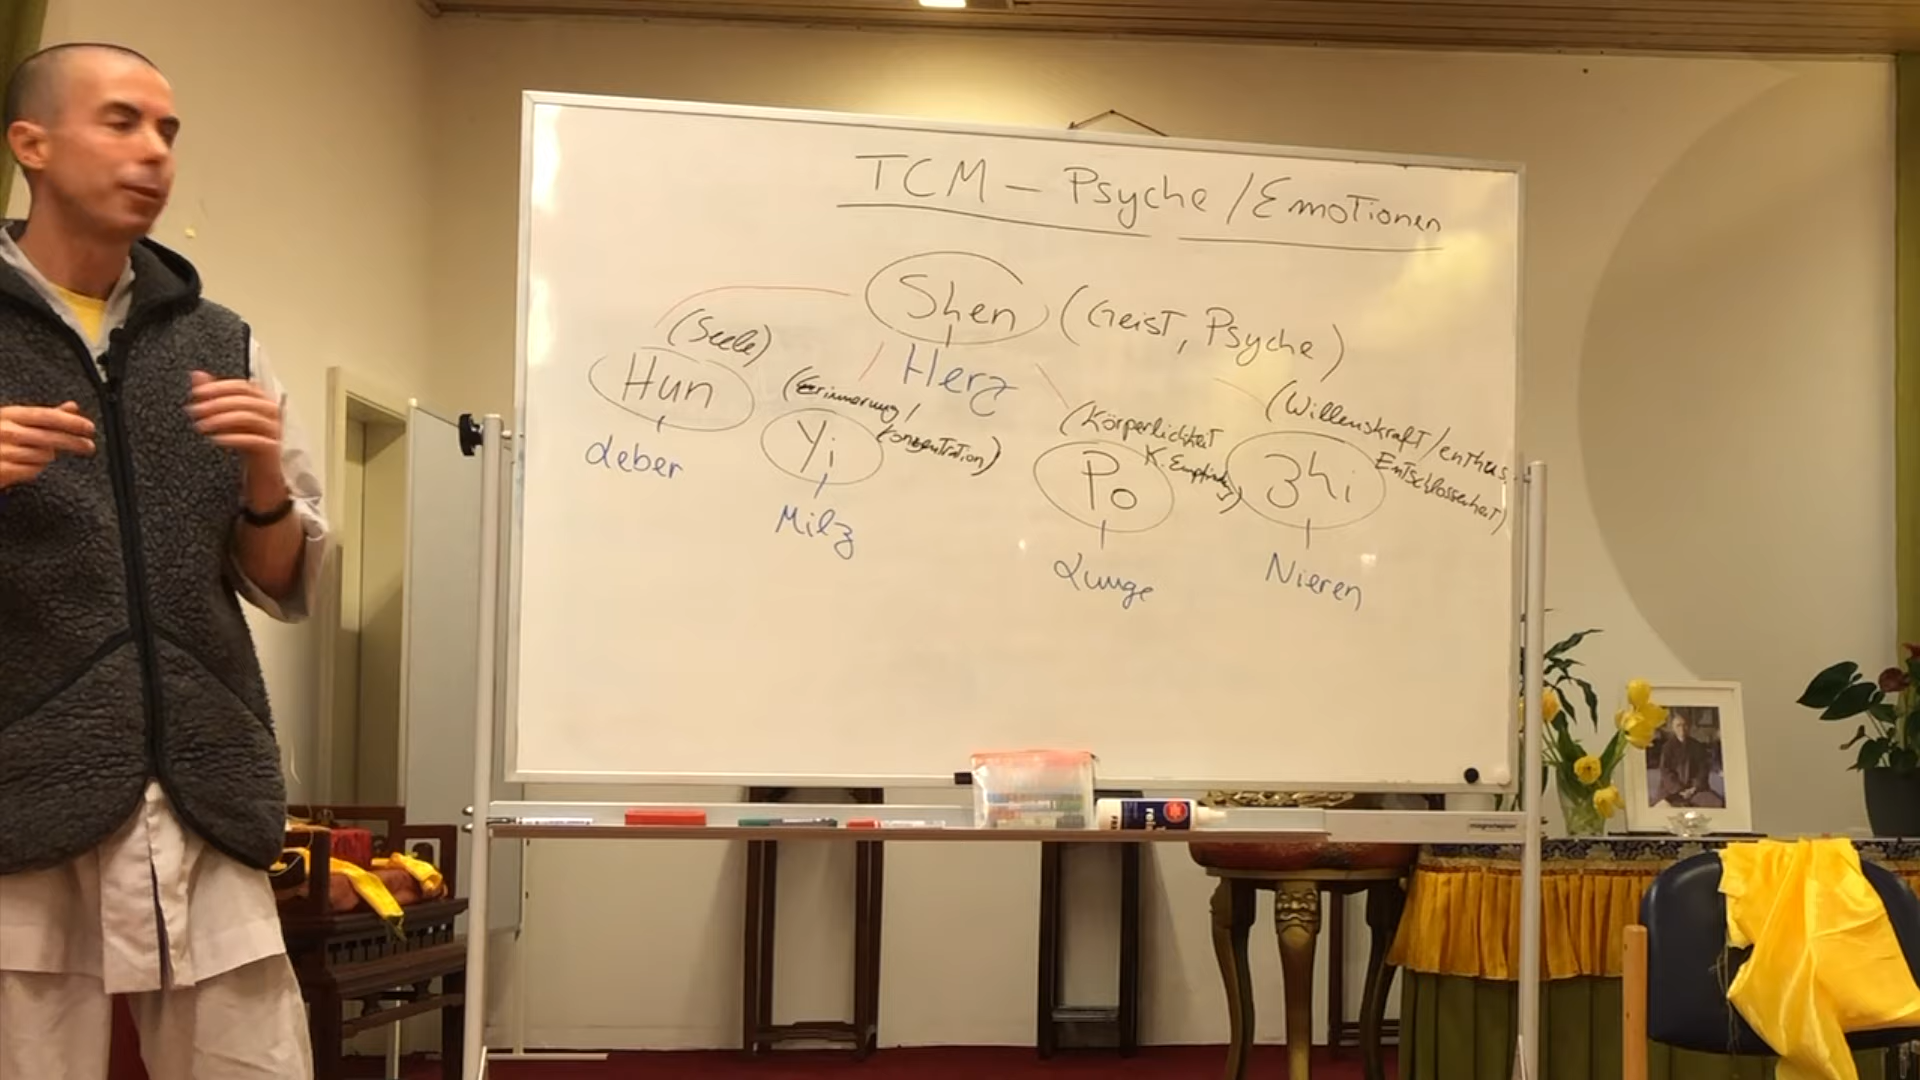 TCM – Psyche / Emotionen
Shen (Geist, Psyche)
Herz
(Seele)
Hun
Leber
(Erinnerung /
Konzentration)
Yi
Milz
(Körperlichkeit
K. Empfindung)
Po
Lunge
(Willenskraft / enthus.
Entschlossenheit)
Zhi
Nieren